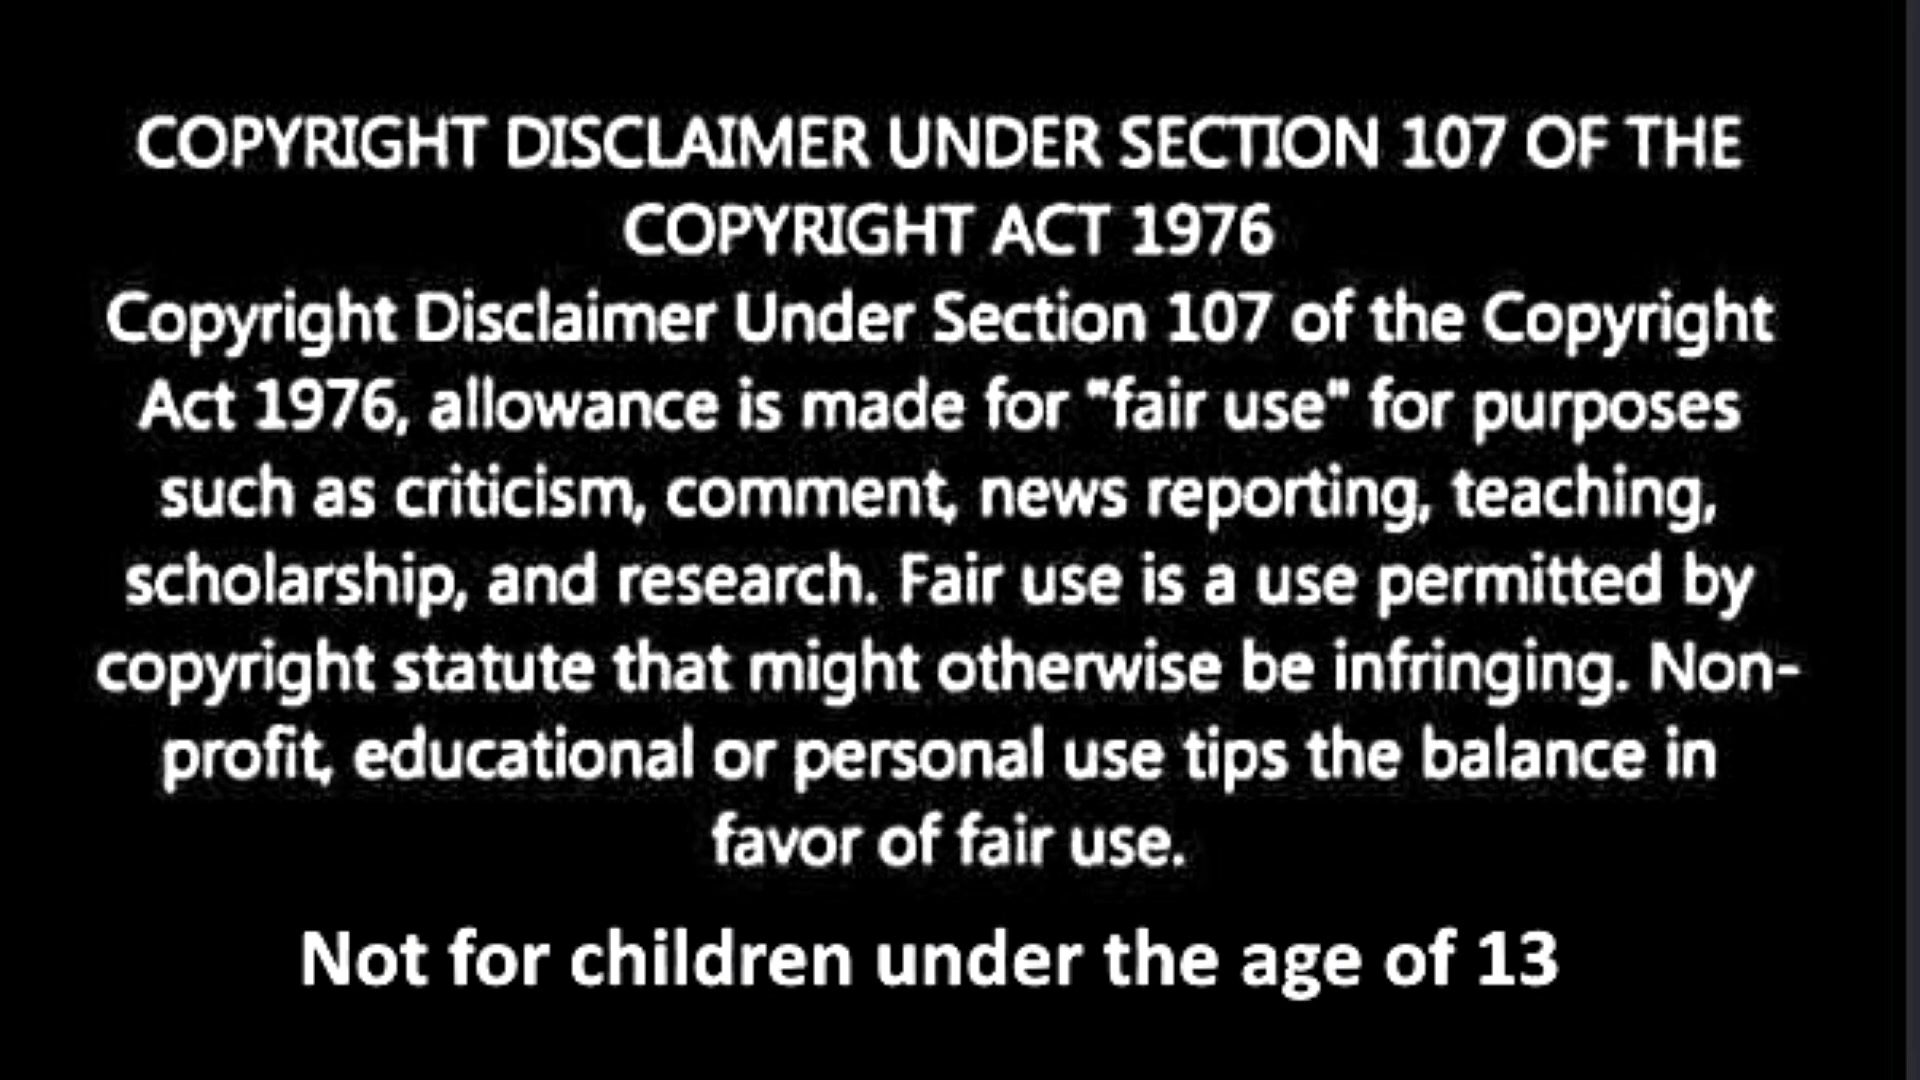 COPYRIGHT DISCLAIMER UNDER SECTION 107 OF THE
COPYRIGHT ACT 1976
Copyright Disclaimer Under Section 107 of the Copyright
Act 1976, allowance is made for "fair use" for purposes
such as criticism, comment, news reporting, teaching,
scholarship, and research. Fair use is a use permitted by
copyright statute that might otherwise be infringing. Non-
profit, educational or personal use tips the balance in
favor of fair use.
Not for children under the age of 13